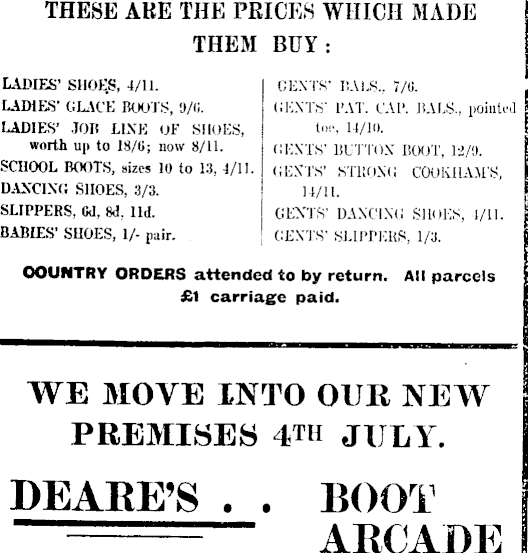 THESE ARE THE PRICES WHICH MADE
THEM BUY:
LADIES' SHOES, 4/11.
LADIES' GLACE BOOTS, 9/6.
LADIES' JOB LINE OF SHOES,
worth up to 18/6; now 8/11.
SCHOOL BOOTS, sizes 10 to 13, 4/11.
DANCING SHOES, 3/3.
SLIPPERS, 6d, 8d, 11d.
BABIES' SHOES, 1/- pair.
GENTS' BALS., 7/6.
GENTS' PAT. CAP. BALS., pointed
toe, 14/10.
GENTS' BUTTON BOOT, 12/9.
GENTS' STRONG COOKHAM'S,
14/11.
GENTS' DANCING SHOES, 4/11.
GENTS' SLIPPERS, 1/3.
COUNTRY ORDERS attended to by return. All parcels
£1 carriage paid.
WE MOVE INTO OUR NEW
PREMISES 4TH JULY.
DEARE'S . . BOOT
ARCADE